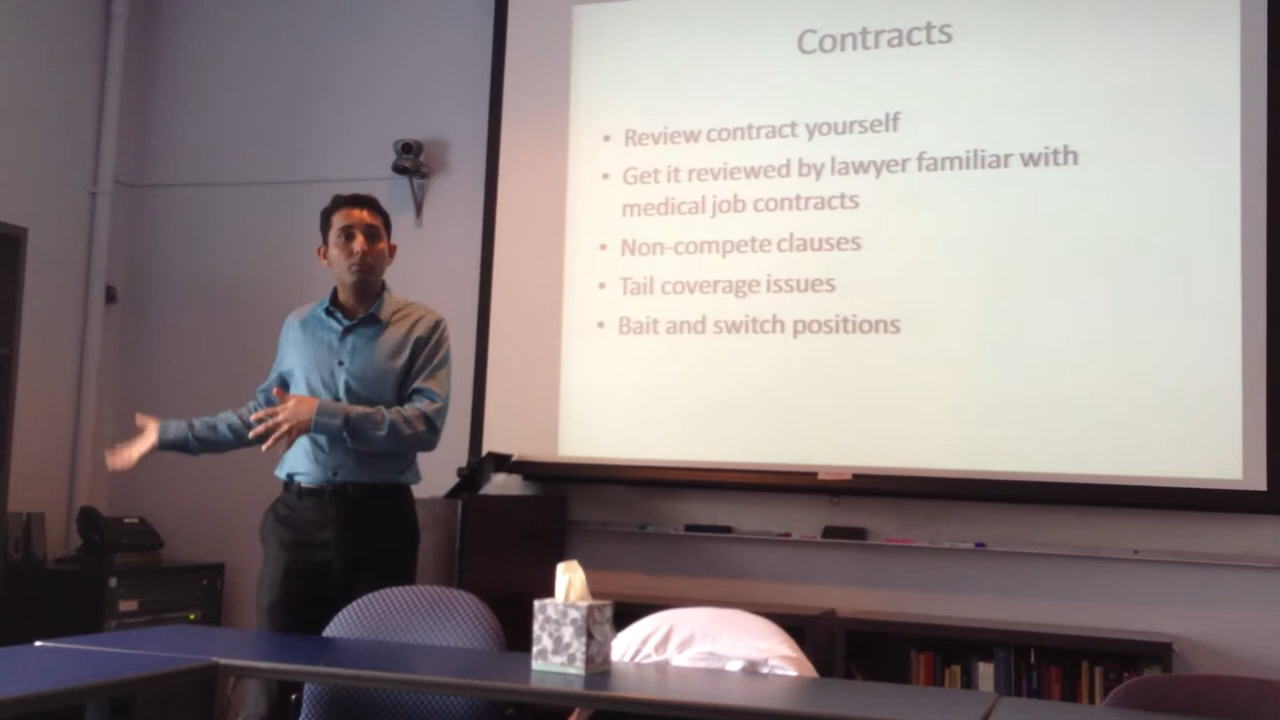 Contracts
• Review contract yourself
• Get it reviewed by lawyer familiar with
medical job contracts
• Non-compete clauses
• Tail coverage issues
• Bait and switch positions